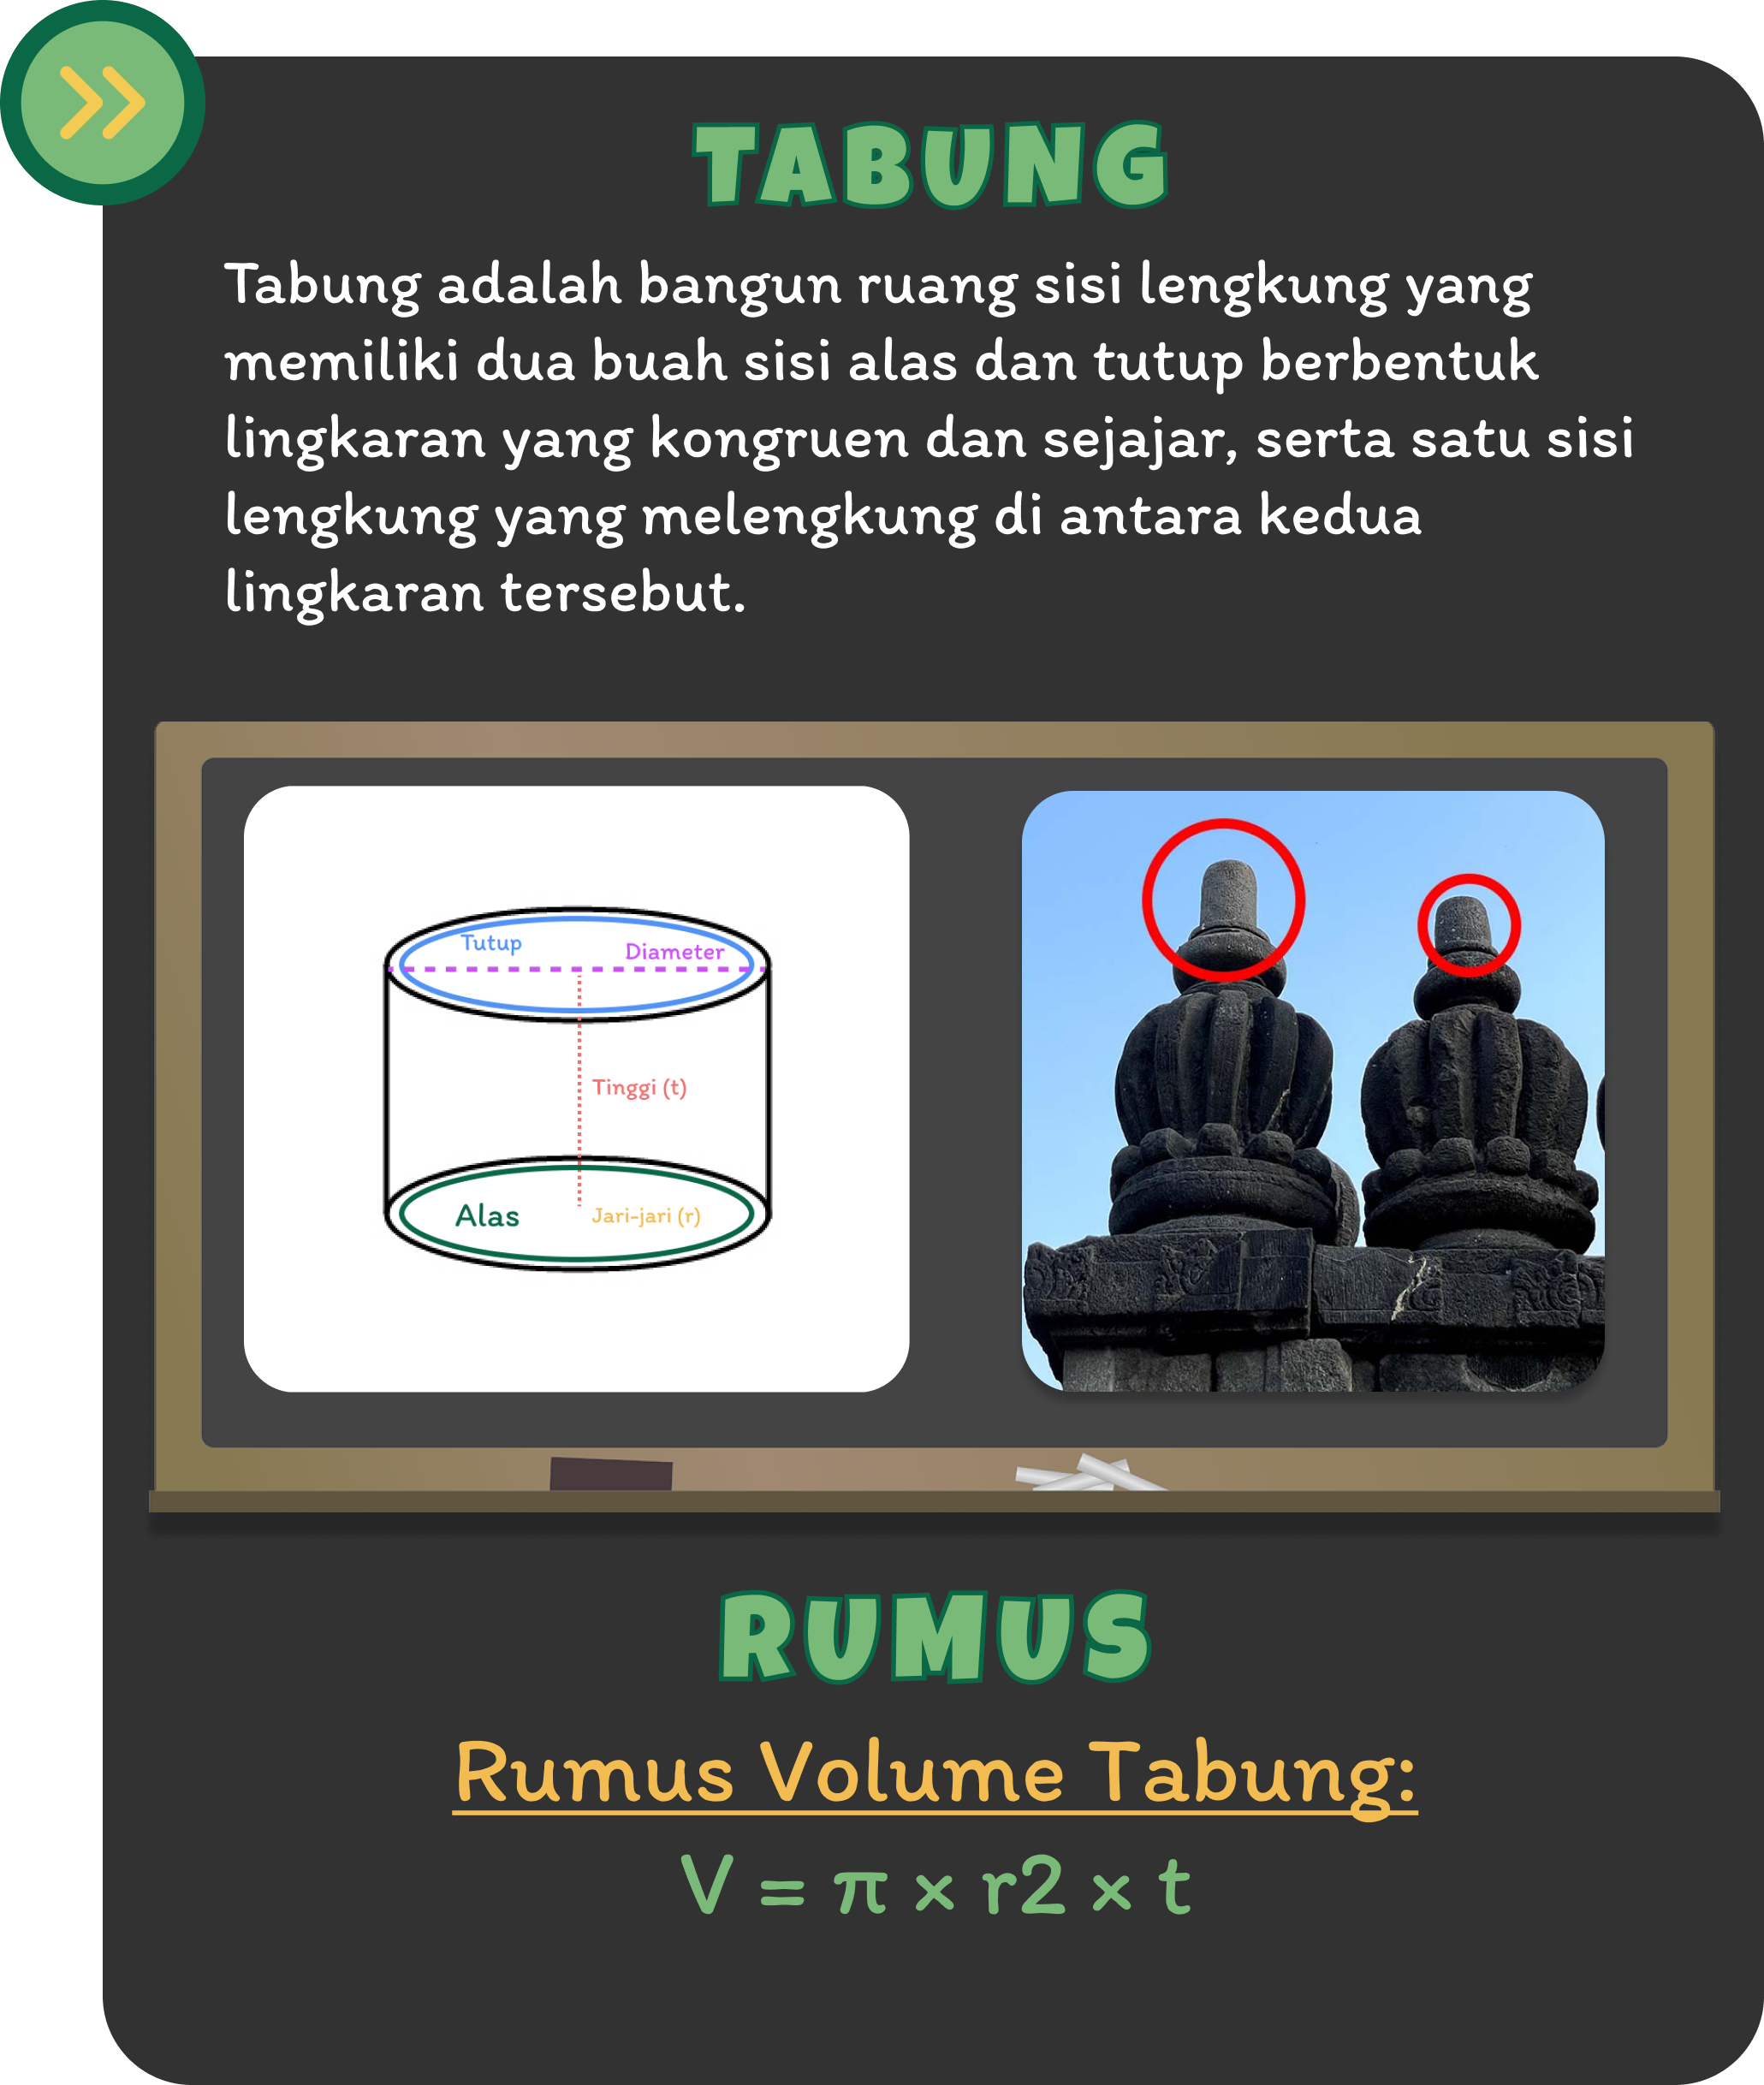 TABUNG
Tabung adalah bangun ruang sisi lengkung yang
memiliki dua buah sisi alas dan tutup berbentuk
lingkaran yang kongruen dan sejajar, serta satu sisi
lengkung yang melengkung di antara kedua
lingkaran tersebut.
Tutup
Diameter
Tinggi (t)
Alas
Jari-jari (r)
RUMUS
Rumus Volume Tabung:
V = π × r2 × t